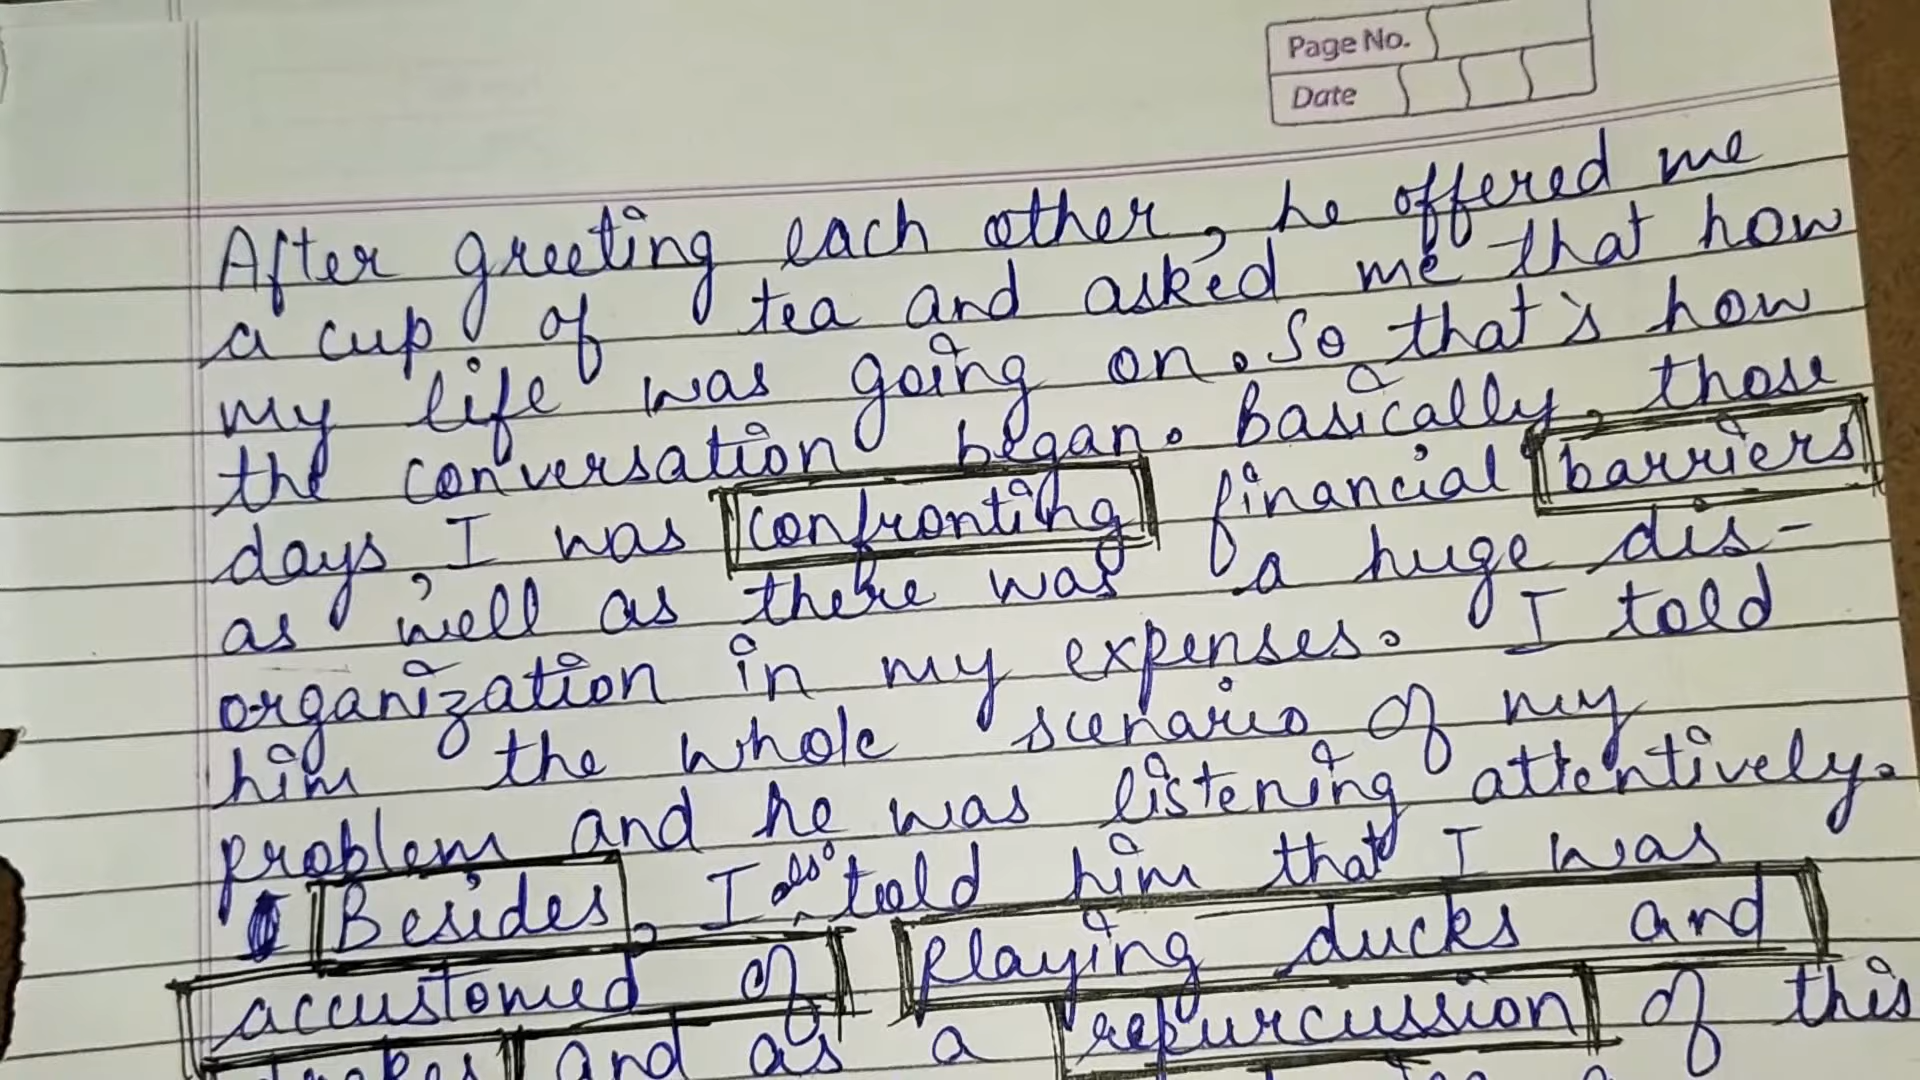 Page No.
Date
After greeting each other, he offered me
a cup of tea and asked me that how
my life was going on. So that's how
the conversation began. Basically, those
days, I was confronting financial barriers
as well as there was a huge dis-
organization in my expenses. I told
him the whole scenario of my
problem and he was listening attentively.
Besides, I also told him that I was
accustomed of playing ducks and
drakes and as a repurcussion of this